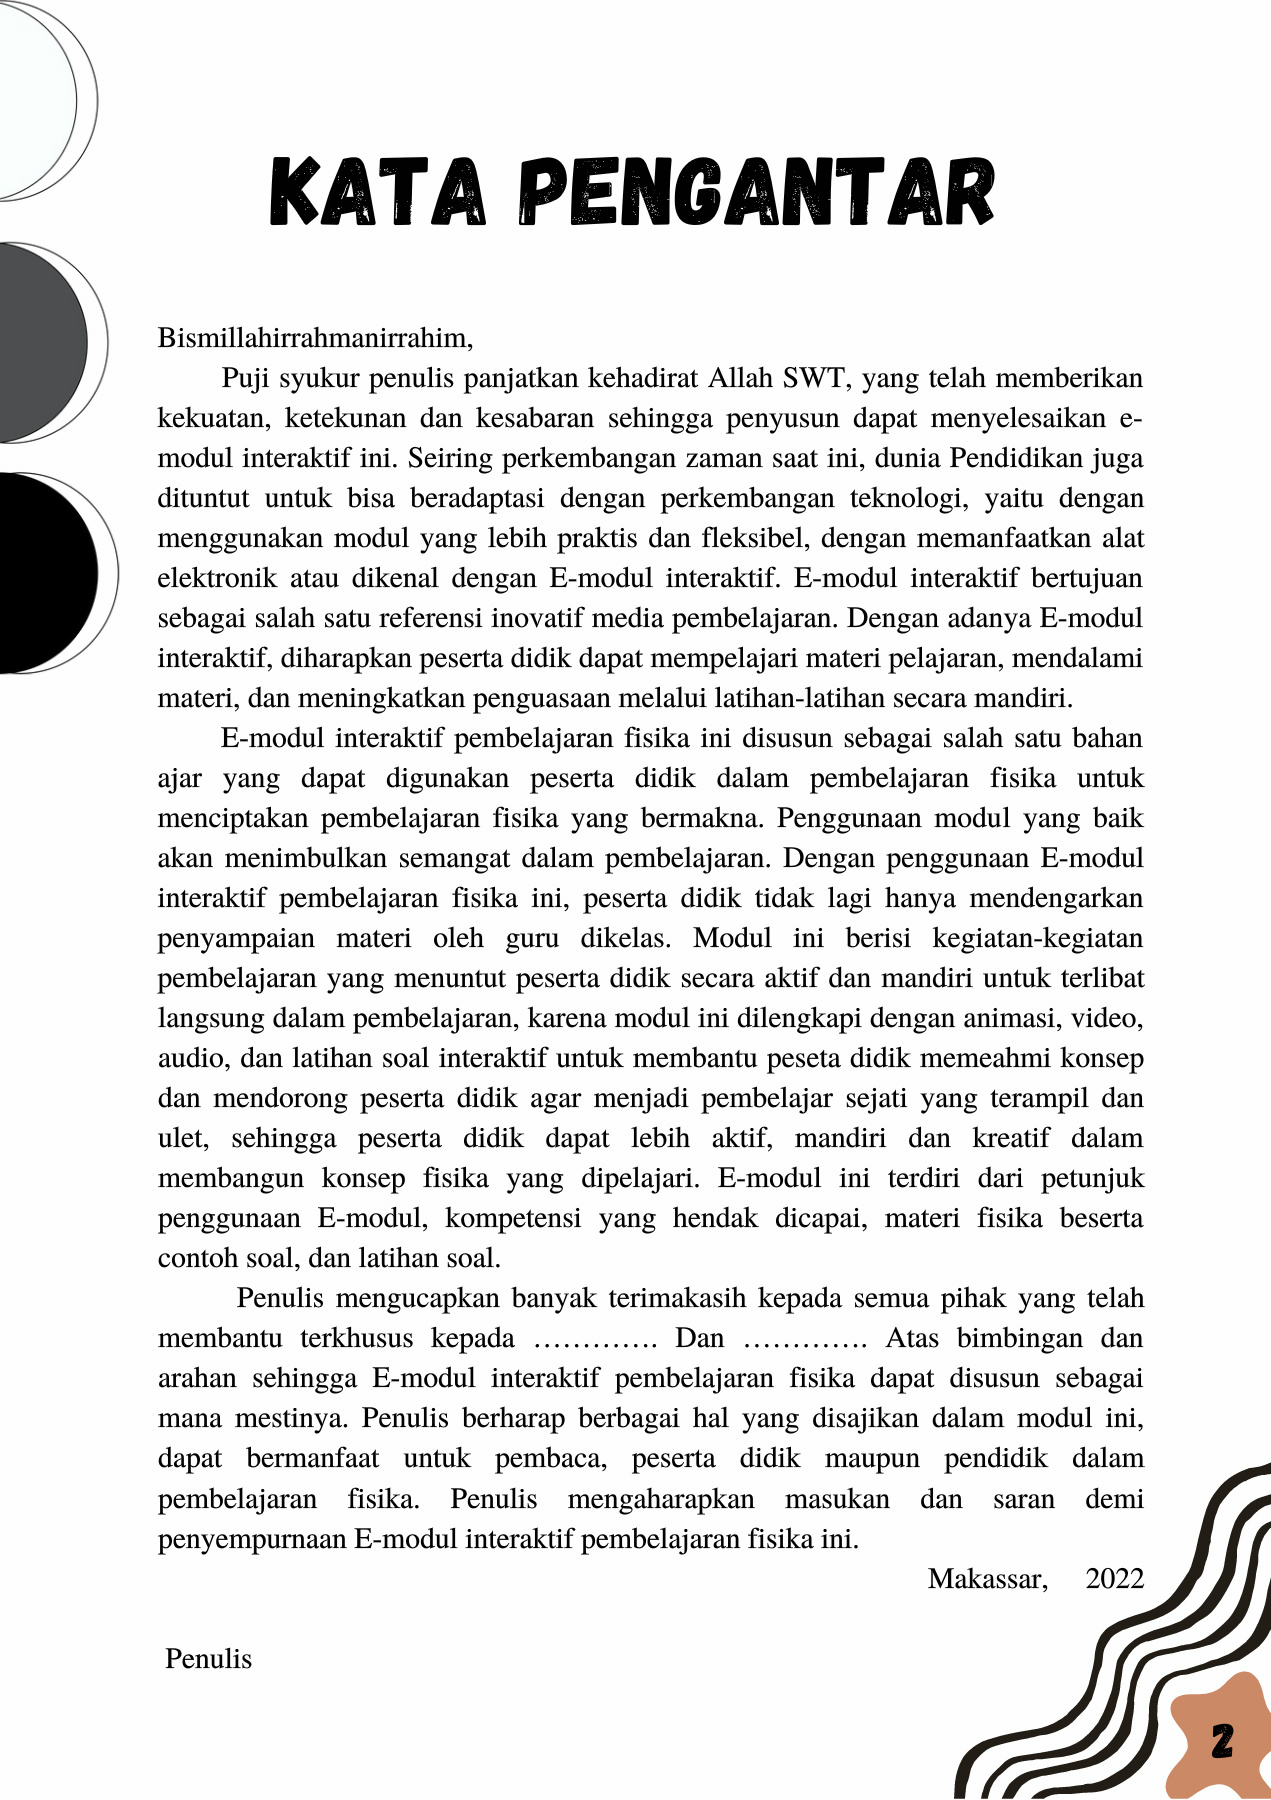 KATA PENGANTAR
Bismillahirrahmanirrahim,
Puji syukur penulis panjatkan kehadirat Allah SWT, yang telah memberikan
kekuatan, ketekunan dan kesabaran sehingga penyusun dapat menyelesaikan e-
modul interaktif ini. Seiring perkembangan zaman saat ini, dunia Pendidikan juga
dituntut untuk bisa beradaptasi dengan perkembangan teknologi, yaitu dengan
menggunakan modul yang lebih praktis dan fleksibel, dengan memanfaatkan alat
elektronik atau dikenal dengan E-modul interaktif. E-modul interaktif bertujuan
sebagai salah satu referensi inovatif media pembelajaran. Dengan adanya E-modul
interaktif, diharapkan peserta didik dapat mempelajari materi pelajaran, mendalami
materi, dan meningkatkan penguasaan melalui latihan-latihan secara mandiri.
E-modul interaktif pembelajaran fisika ini disusun sebagai salah satu bahan
ajar yang dapat digunakan peserta didik dalam pembelajaran fisika untuk
menciptakan pembelajaran fisika yang bermakna. Penggunaan modul yang baik
akan menimbulkan semangat dalam pembelajaran. Dengan penggunaan E-modul
interaktif pembelajaran fisika ini, peserta didik tidak lagi hanya mendengarkan
penyampaian materi oleh guru dikelas. Modul ini berisi kegiatan-kegiatan
pembelajaran yang menuntut peserta didik secara aktif dan mandiri untuk terlibat
langsung dalam pembelajaran, karena modul ini dilengkapi dengan animasi, video,
audio, dan latihan soal interaktif untuk membantu peseta didik memeahmi konsep
dan mendorong peserta didik agar menjadi pembelajar sejati yang terampil dan
ulet, sehingga peserta didik dapat lebih aktif, mandiri dan kreatif dalam
membangun konsep fisika yang dipelajari. E-modul ini terdiri dari petunjuk
penggunaan E-modul, kompetensi yang hendak dicapai, materi fisika beserta
contoh soal, dan latihan soal.
Penulis mengucapkan banyak terimakasih kepada semua pihak yang telah
membantu terkhusus kepada …………. Dan …………. Atas bimbingan dan
arahan sehingga E-modul interaktif pembelajaran fisika dapat disusun sebagai
mana mestinya. Penulis berharap berbagai hal yang disajikan dalam modul ini,
dapat bermanfaat untuk pembaca, peserta didik maupun pendidik dalam
pembelajaran fisika. Penulis mengaharapkan masukan dan saran demi
penyempurnaan E-modul interaktif pembelajaran fisika ini.
Makassar, 2022
Penulis
2